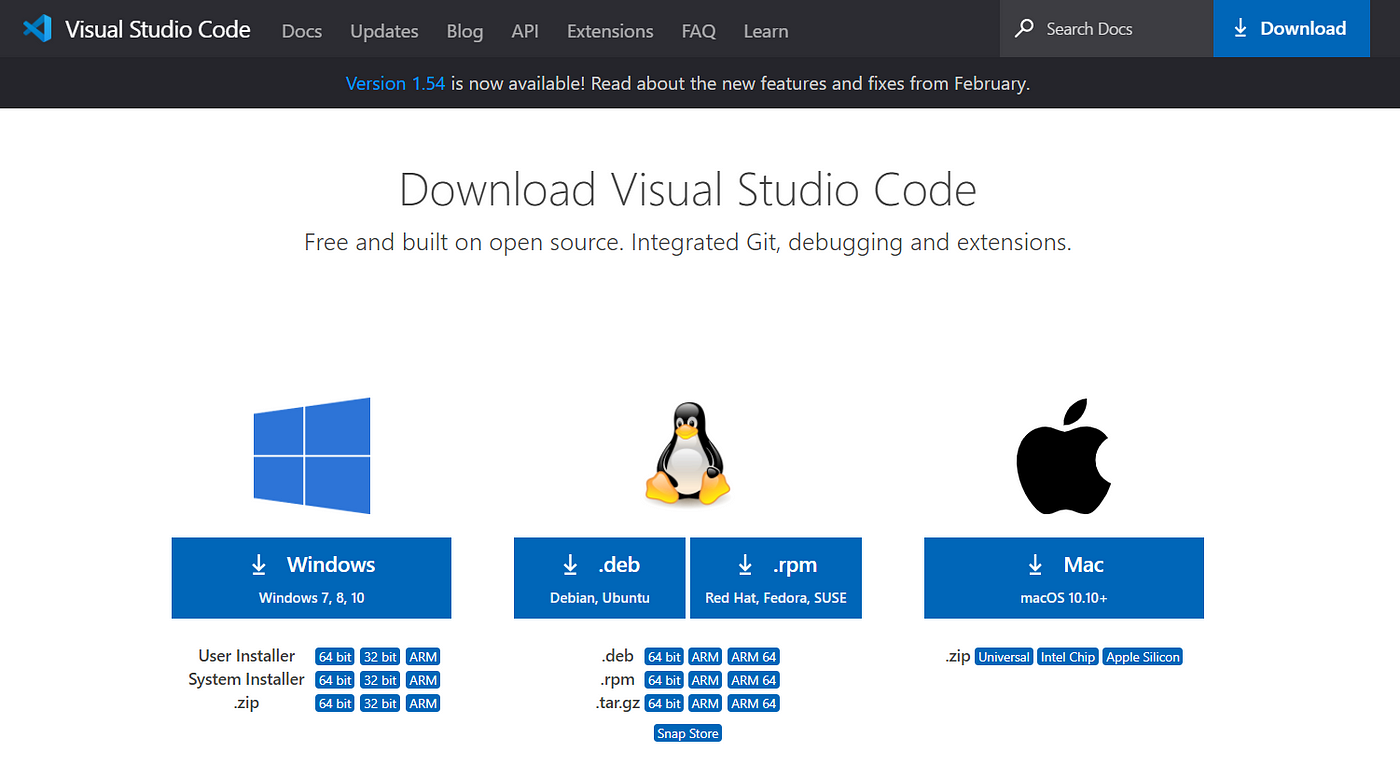 Visual Studio Code Docs Updates Blog API Extensions FAQ Learn Search Docs Download
Version 1.54 is now available! Read about the new features and fixes from February.
Download Visual Studio Code
Free and built on open source. Integrated Git, debugging and extensions.
Windows
Windows 7, 8, 10
User Installer 64 bit 32 bit ARM
System Installer 64 bit 32 bit ARM
.zip 64 bit 32 bit ARM
.deb
Debian, Ubuntu
.rpm
Red Hat, Fedora, SUSE
.deb 64 bit ARM ARM 64
.rpm 64 bit ARM ARM 64
.tar.gz 64 bit ARM ARM 64
Snap Store
Mac
macOS 10.10+
.zip Universal Intel Chip Apple Silicon